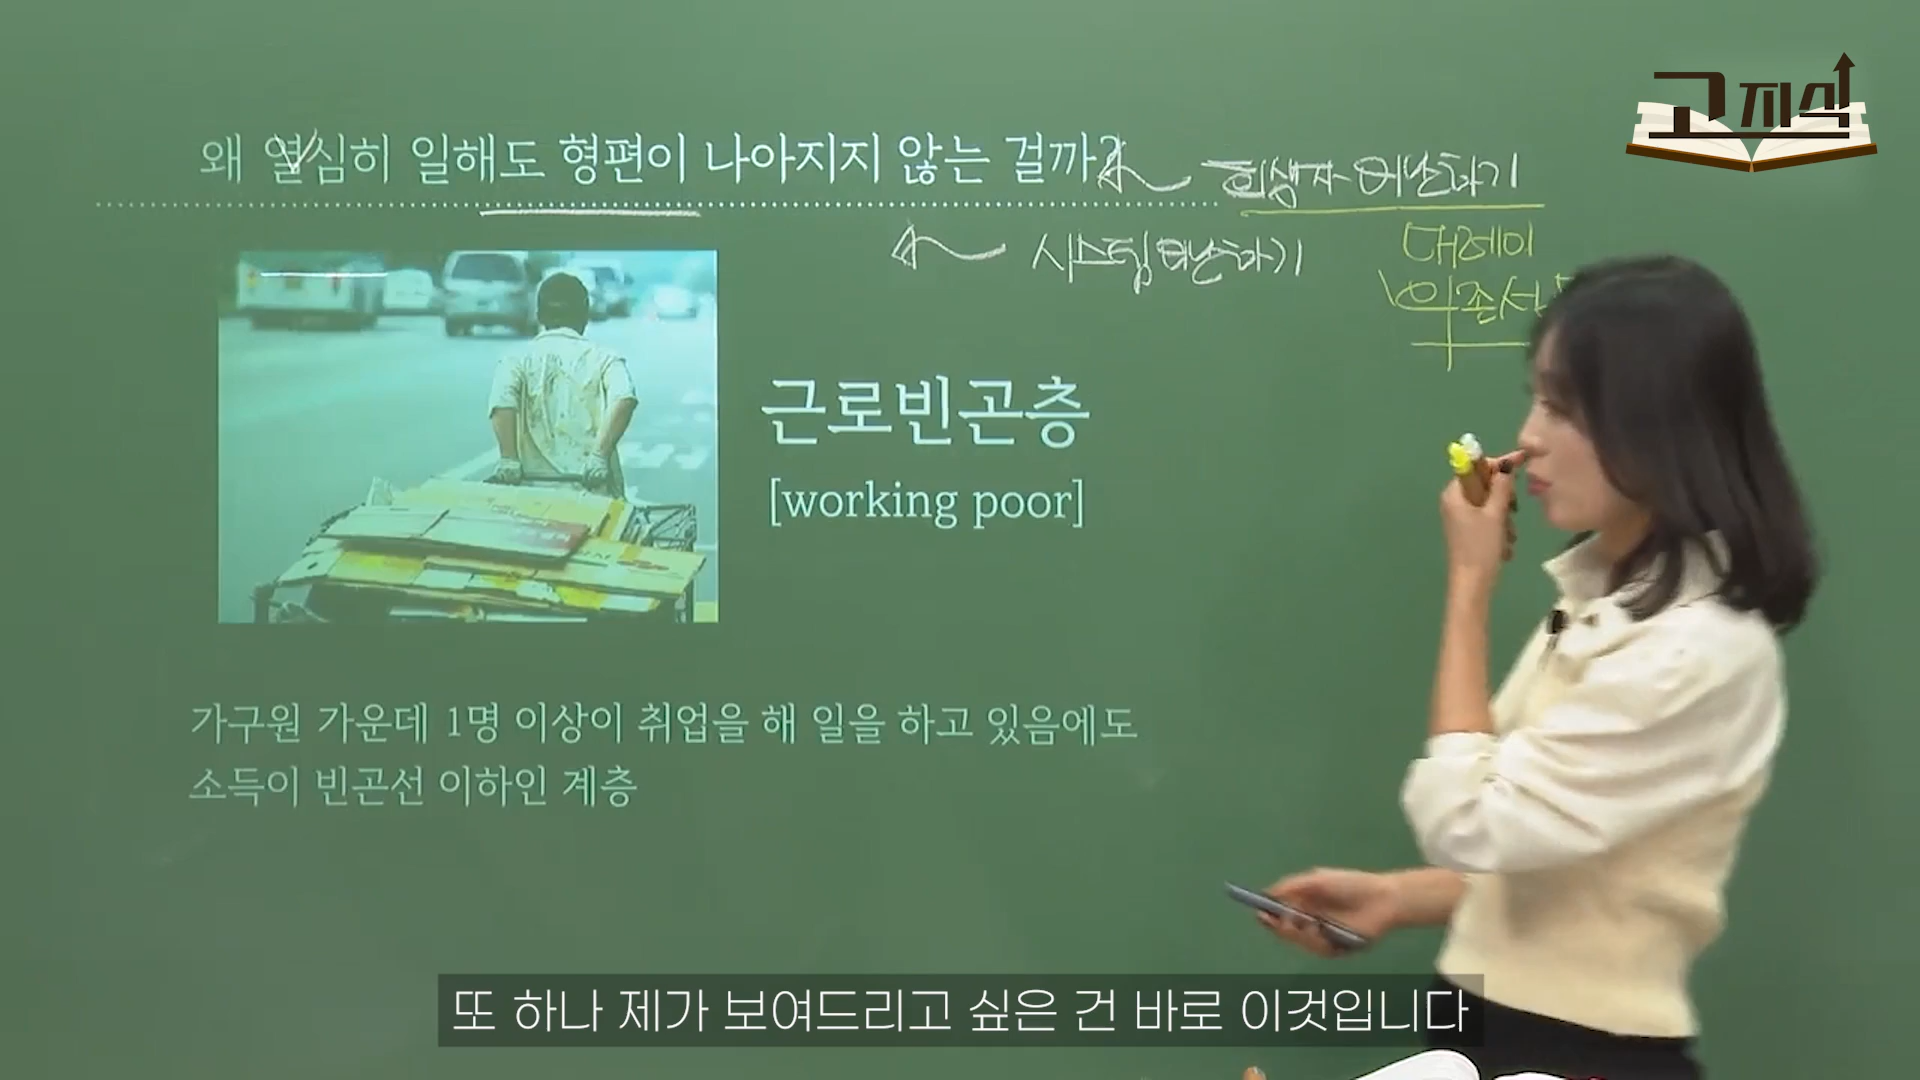 고지식
왜 열심히 일해도 형편이 나아지지 않는 걸까?
희생자 비난하기
시스템 비난하기
근로빈곤층
[working poor]
가구원 가운데 1명 이상이 취업을 해 일을 하고 있음에도
소득이 빈곤선 이하인 계층
또 하나 제가 보여드리고 싶은 건 바로 이것입니다